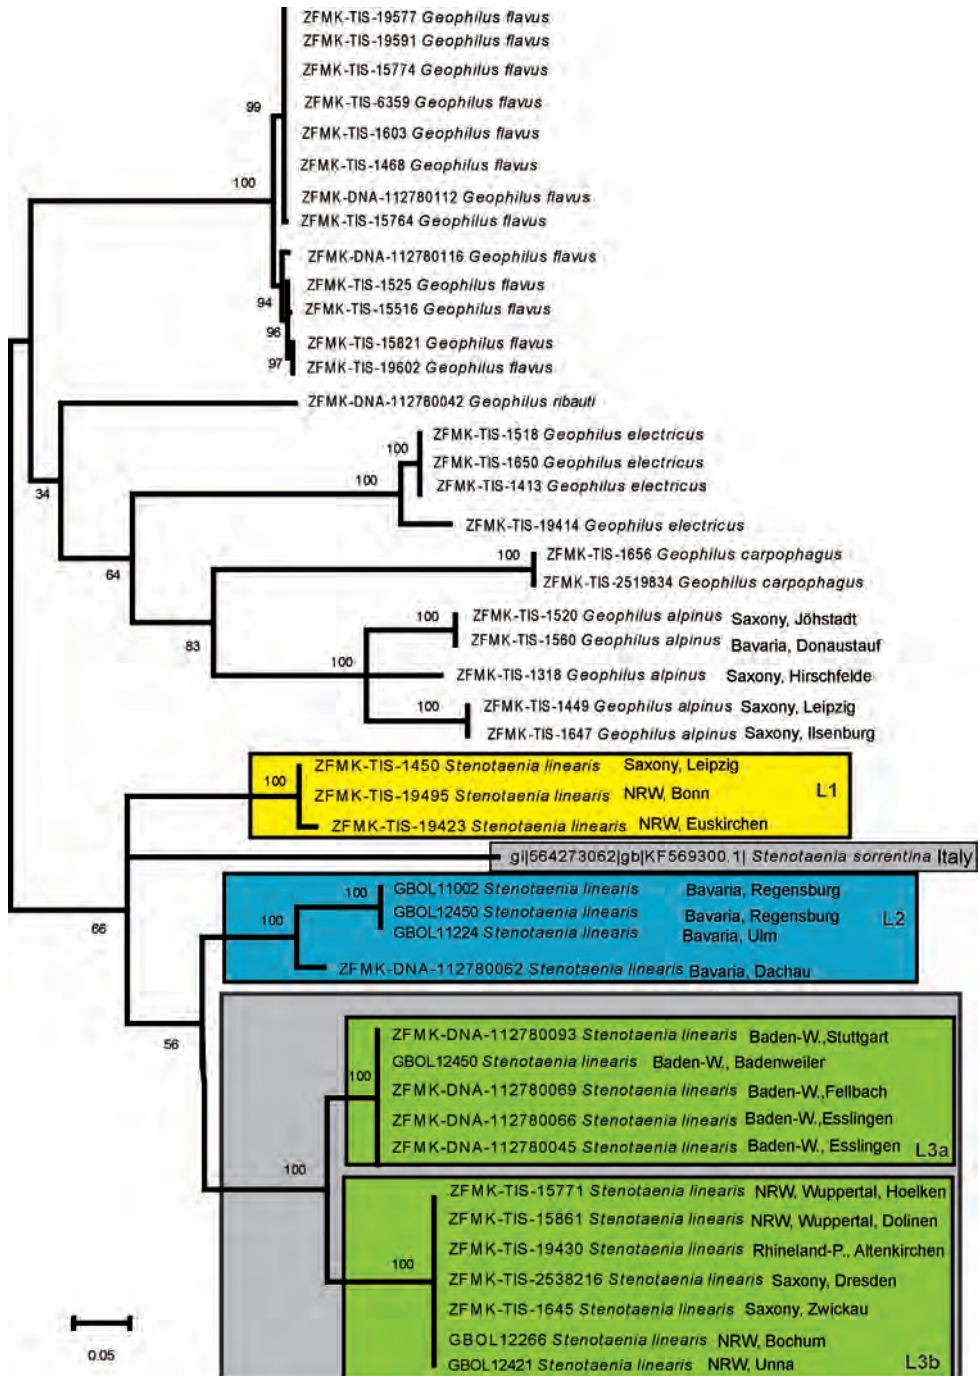 ZFMK-TIS-19577 Geophilus flavus
ZFMK-TIS-19591 Geophilus flavus
ZFMK-TIS-15774 Geophilus flavus
99
ZFMK-TIS-6359 Geophilus flavus
ZFMK-TIS-1603 Geophilus flavus
ZFMK-TIS-1468 Geophilus flavus
100
ZFMK-DNA-112780112 Geophilus flavus
ZFMK-TIS-15764 Geophilus flavus
ZFMK-DNA-112780116 Geophilus flavus
ZFMK-TIS-1525 Geophilus flavus
94
ZFMK-TIS-15516 Geophilus flavus
96
ZFMK-TIS-15821 Geophilus flavus
97
ZFMK-TIS-19602 Geophilus flavus
ZFMK-DNA-112780042 Geophilus ribauti
ZFMK-TIS-1518 Geophilus electricus
100
ZFMK-TIS-1650 Geophilus electricus
100
ZFMK-TIS-1413 Geophilus electricus
34
ZFMK-TIS-19414 Geophilus electricus
100
ZFMK-TIS-1656 Geophilus carpophagus
64
ZFMK-TIS-2519834 Geophilus carpophagus
100
ZFMK-TIS-1520 Geophilus alpinus Saxony, Jöhstadt
83
ZFMK-TIS-1560 Geophilus alpinus Bavaria, Donaustauf
100
ZFMK-TIS-1318 Geophilus alpinus Saxony, Hirschfelde
100
ZFMK-TIS-1449 Geophilus alpinus Saxony, Leipzig
ZFMK-TIS-1647 Geophilus alpinus Saxony, Ilsenburg
ZFMK-TIS-1450 Stenotaenia linearis Saxony, Leipzig
100
ZFMK-TIS-19495 Stenotaenia linearis NRW, Bonn
L1
ZFMK-TIS-19423 Stenotaenia linearis NRW, Euskirchen
gi|564273062|gb|KF569300.1| Stenotaenia sorrentina Italy
100
GBOL11002 Stenotaenia linearis Bavaria, Regensburg
GBOL12450 Stenotaenia linearis Bavaria, Regensburg
L2
66
100
GBOL11224 Stenotaenia linearis Bavaria, Ulm
ZFMK-DNA-112780062 Stenotaenia linearis Bavaria, Dachau
56
ZFMK-DNA-112780093 Stenotaenia linearis Baden-W.,Stuttgart
GBOL12450 Stenotaenia linearis Baden-W., Badenweiler
100
ZFMK-DNA-112780069 Stenotaenia linearis Baden-W.,Fellbach
ZFMK-DNA-112780066 Stenotaenia linearis Baden-W.,Esslingen
ZFMK-DNA-112780045 Stenotaenia linearis Baden-W., Esslingen
L3a
100
ZFMK-TIS-15771 Stenotaenia linearis NRW, Wuppertal, Hoelken
ZFMK-TIS-15861 Stenotaenia linearis NRW, Wuppertal, Dolinen
ZFMK-TIS-19430 Stenotaenia linearis Rhineland-P., Altenkirchen
100
ZFMK-TIS-2538216 Stenotaenia linearis Saxony, Dresden
ZFMK-TIS-1645 Stenotaenia linearis Saxony, Zwickau
GBOL12266 Stenotaenia linearis NRW, Bochum
GBOL12421 Stenotaenia linearis NRW, Unna
L3b
0.05